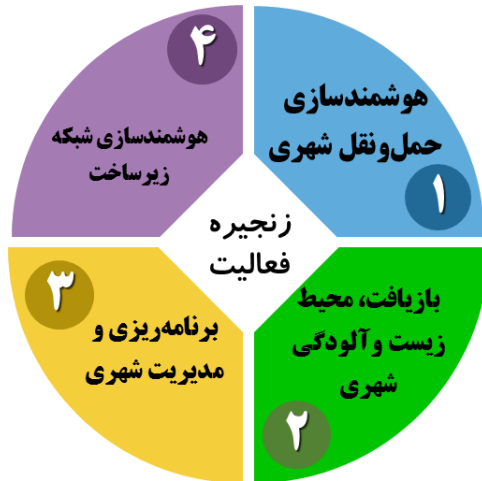 زنجیره
فعالیت
هوشمندسازی
حمل‌ونقل شهری
۱
بازیافت، محیط
زیست و آلودگی
شهری
۲
۳
برنامه‌ریزی و
مدیریت شهری
۴
هوشمندسازی شبکه
زیرساخت